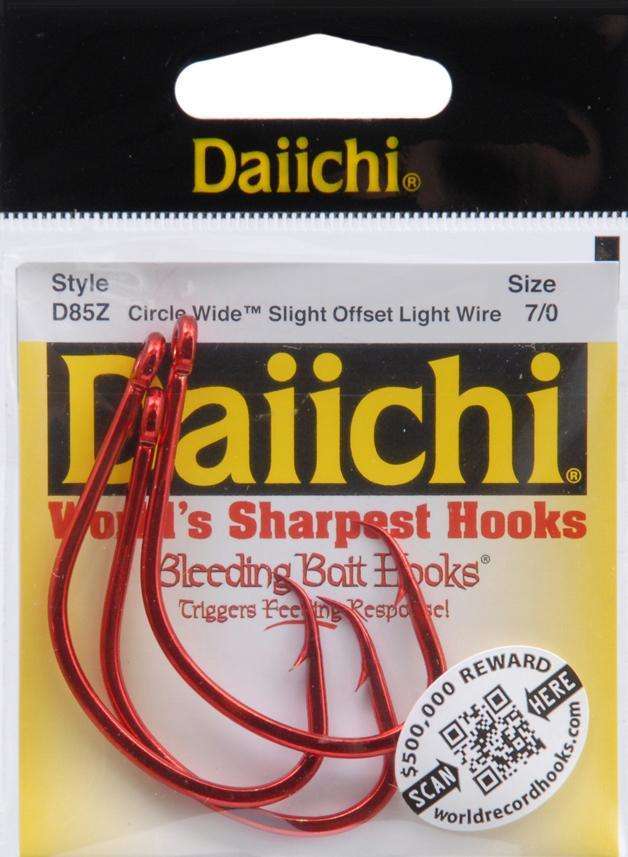 Daiichi®
Style Size
D85Z Circle Wide™ Slight Offset Light Wire 7/0
Daiichi®
World's Sharpest Hooks
Bleeding Bait Hooks®
Triggers Feeding Response!
$500,000 REWARD
SCAN HERE
worldrecordhooks.com